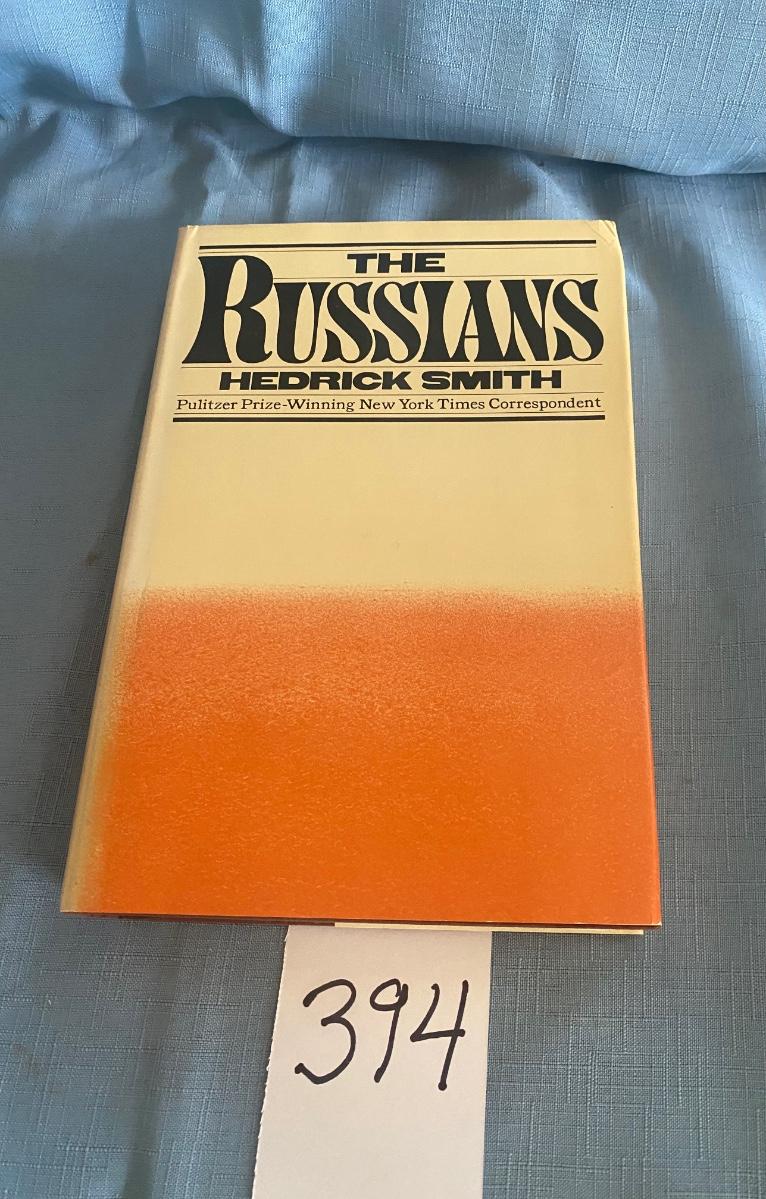 THE
RUSSIANS
HEDRICK SMITH
Pulitzer Prize-Winning New York Times Correspondent
394